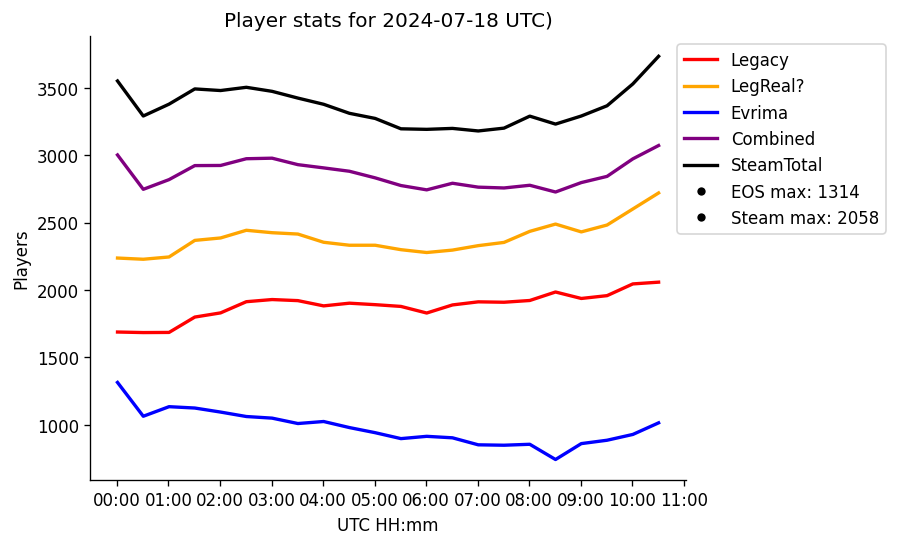 Player stats for 2024-07-18 UTC)
Legacy
LegReal?
Evrima
Combined
SteamTotal
EOS max: 1314
Steam max: 2058
3500
3000
2500
2000
1500
1000
Players
00:00 01:00 02:00 03:00 04:00 05:00 06:00 07:00 08:00 09:00 10:00 11:00
UTC HH:mm